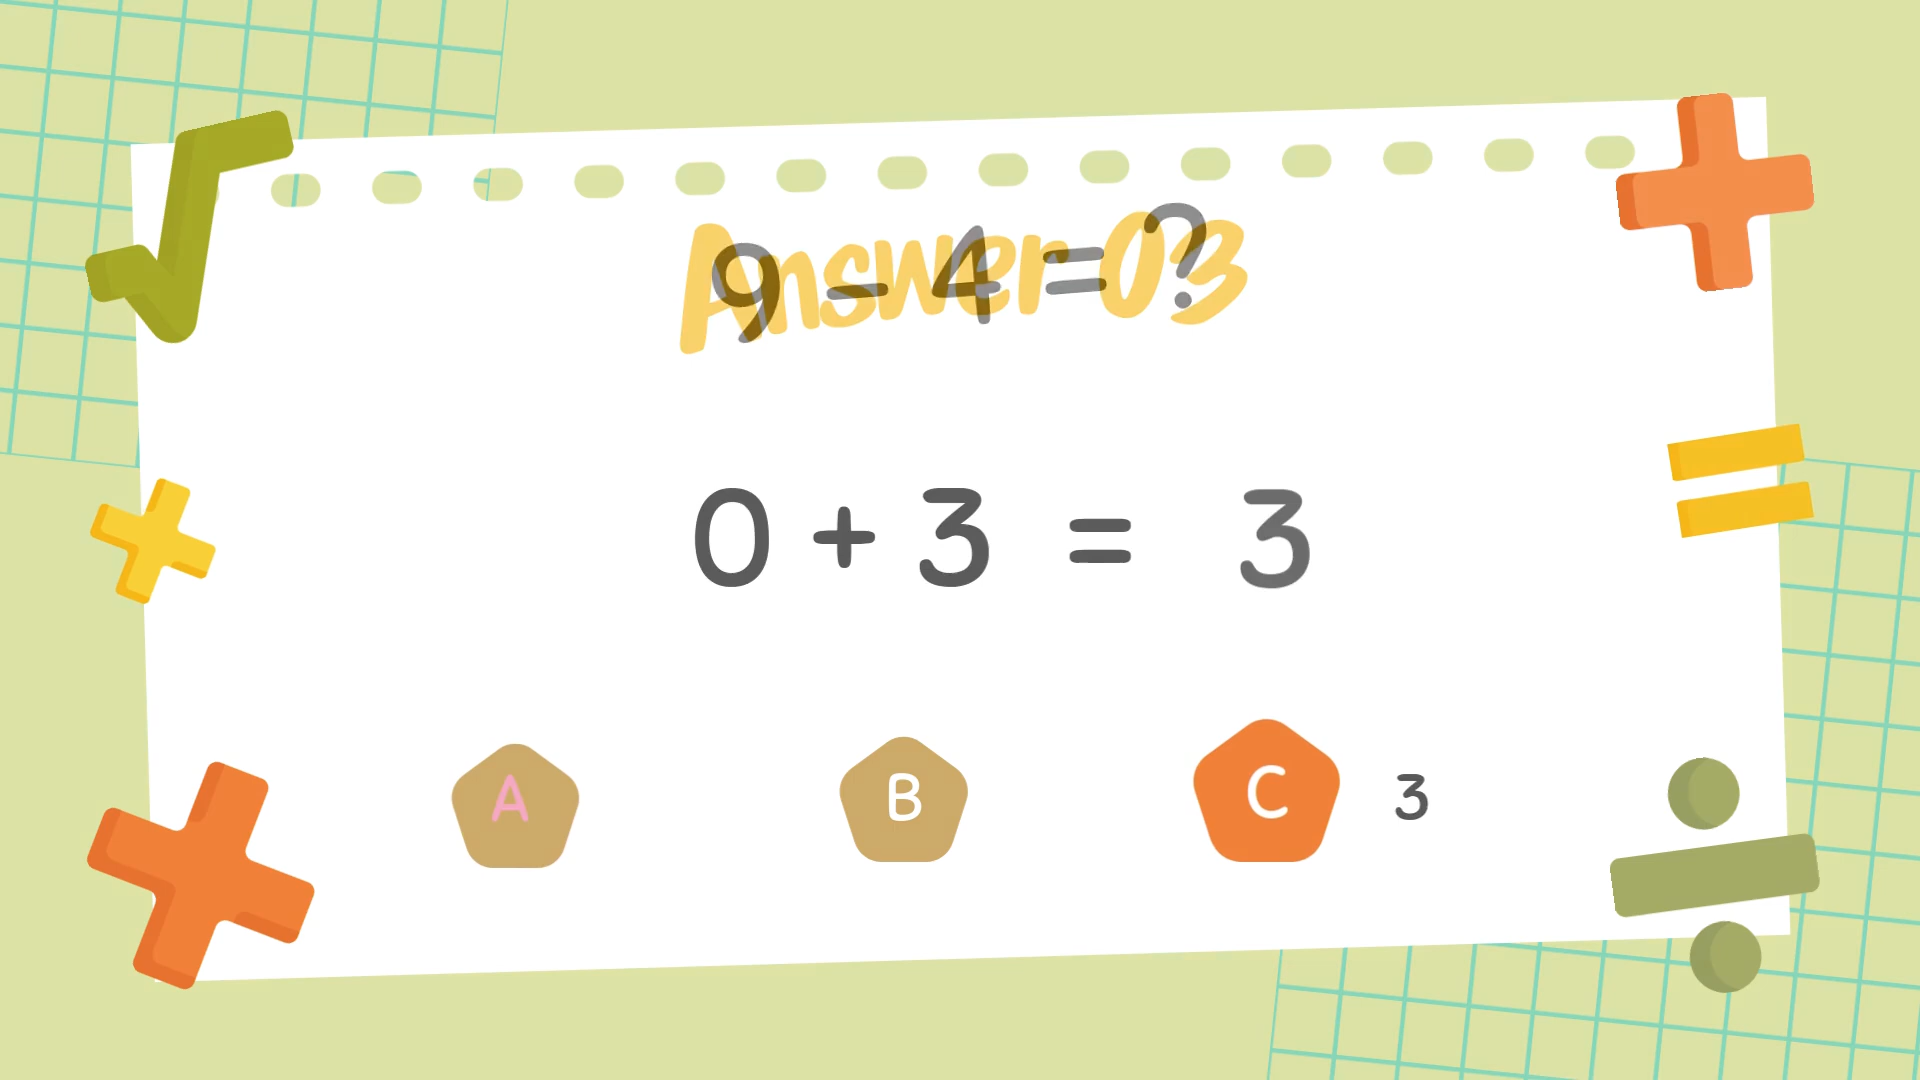 Answer 03
9 - 4 = ?
0 + 3 = 3
A B C 3